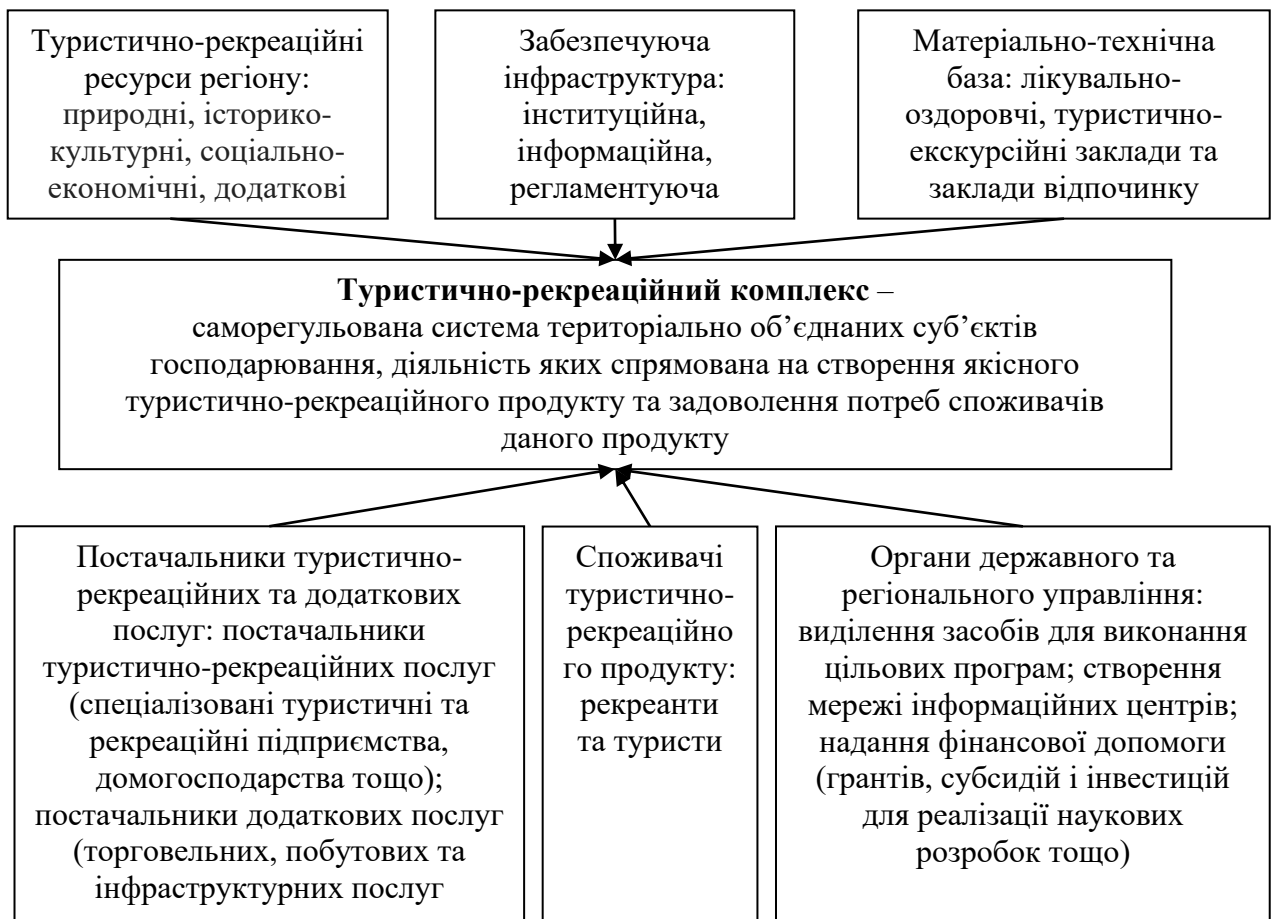 Туристично-рекреаційні
ресурси регіону:
природні, історико-
культурні, соціально-
економічні, додаткові
Забезпечуюча
інфраструктура:
інституційна,
інформаційна,
регламентуюча
Матеріально-технічна
база: лікувально-
оздоровчі, туристично-
екскурсійні заклади та
заклади відпочинку
Туристично-рекреаційний комплекс –
саморегульована система територіально об’єднаних суб’єктів
господарювання, діяльність яких спрямована на створення якісного
туристично-рекреаційного продукту та задоволення потреб споживачів
даного продукту
Постачальники туристично-
рекреаційних та додаткових
послуг: постачальники
туристично-рекреаційних послуг
(спеціалізовані туристичні та
рекреаційні підприємства,
домогосподарства тощо);
постачальники додаткових послуг
(торговельних, побутових та
інфраструктурних послуг
Споживачі
туристично-
рекреаційно
го продукту:
рекреанти
та туристи
Органи державного та
регіонального управління:
виділення засобів для виконання
цільових програм; створення
мережі інформаційних центрів;
надання фінансової допомоги
(грантів, субсидій і інвестицій
для реалізації наукових
розробок тощо)